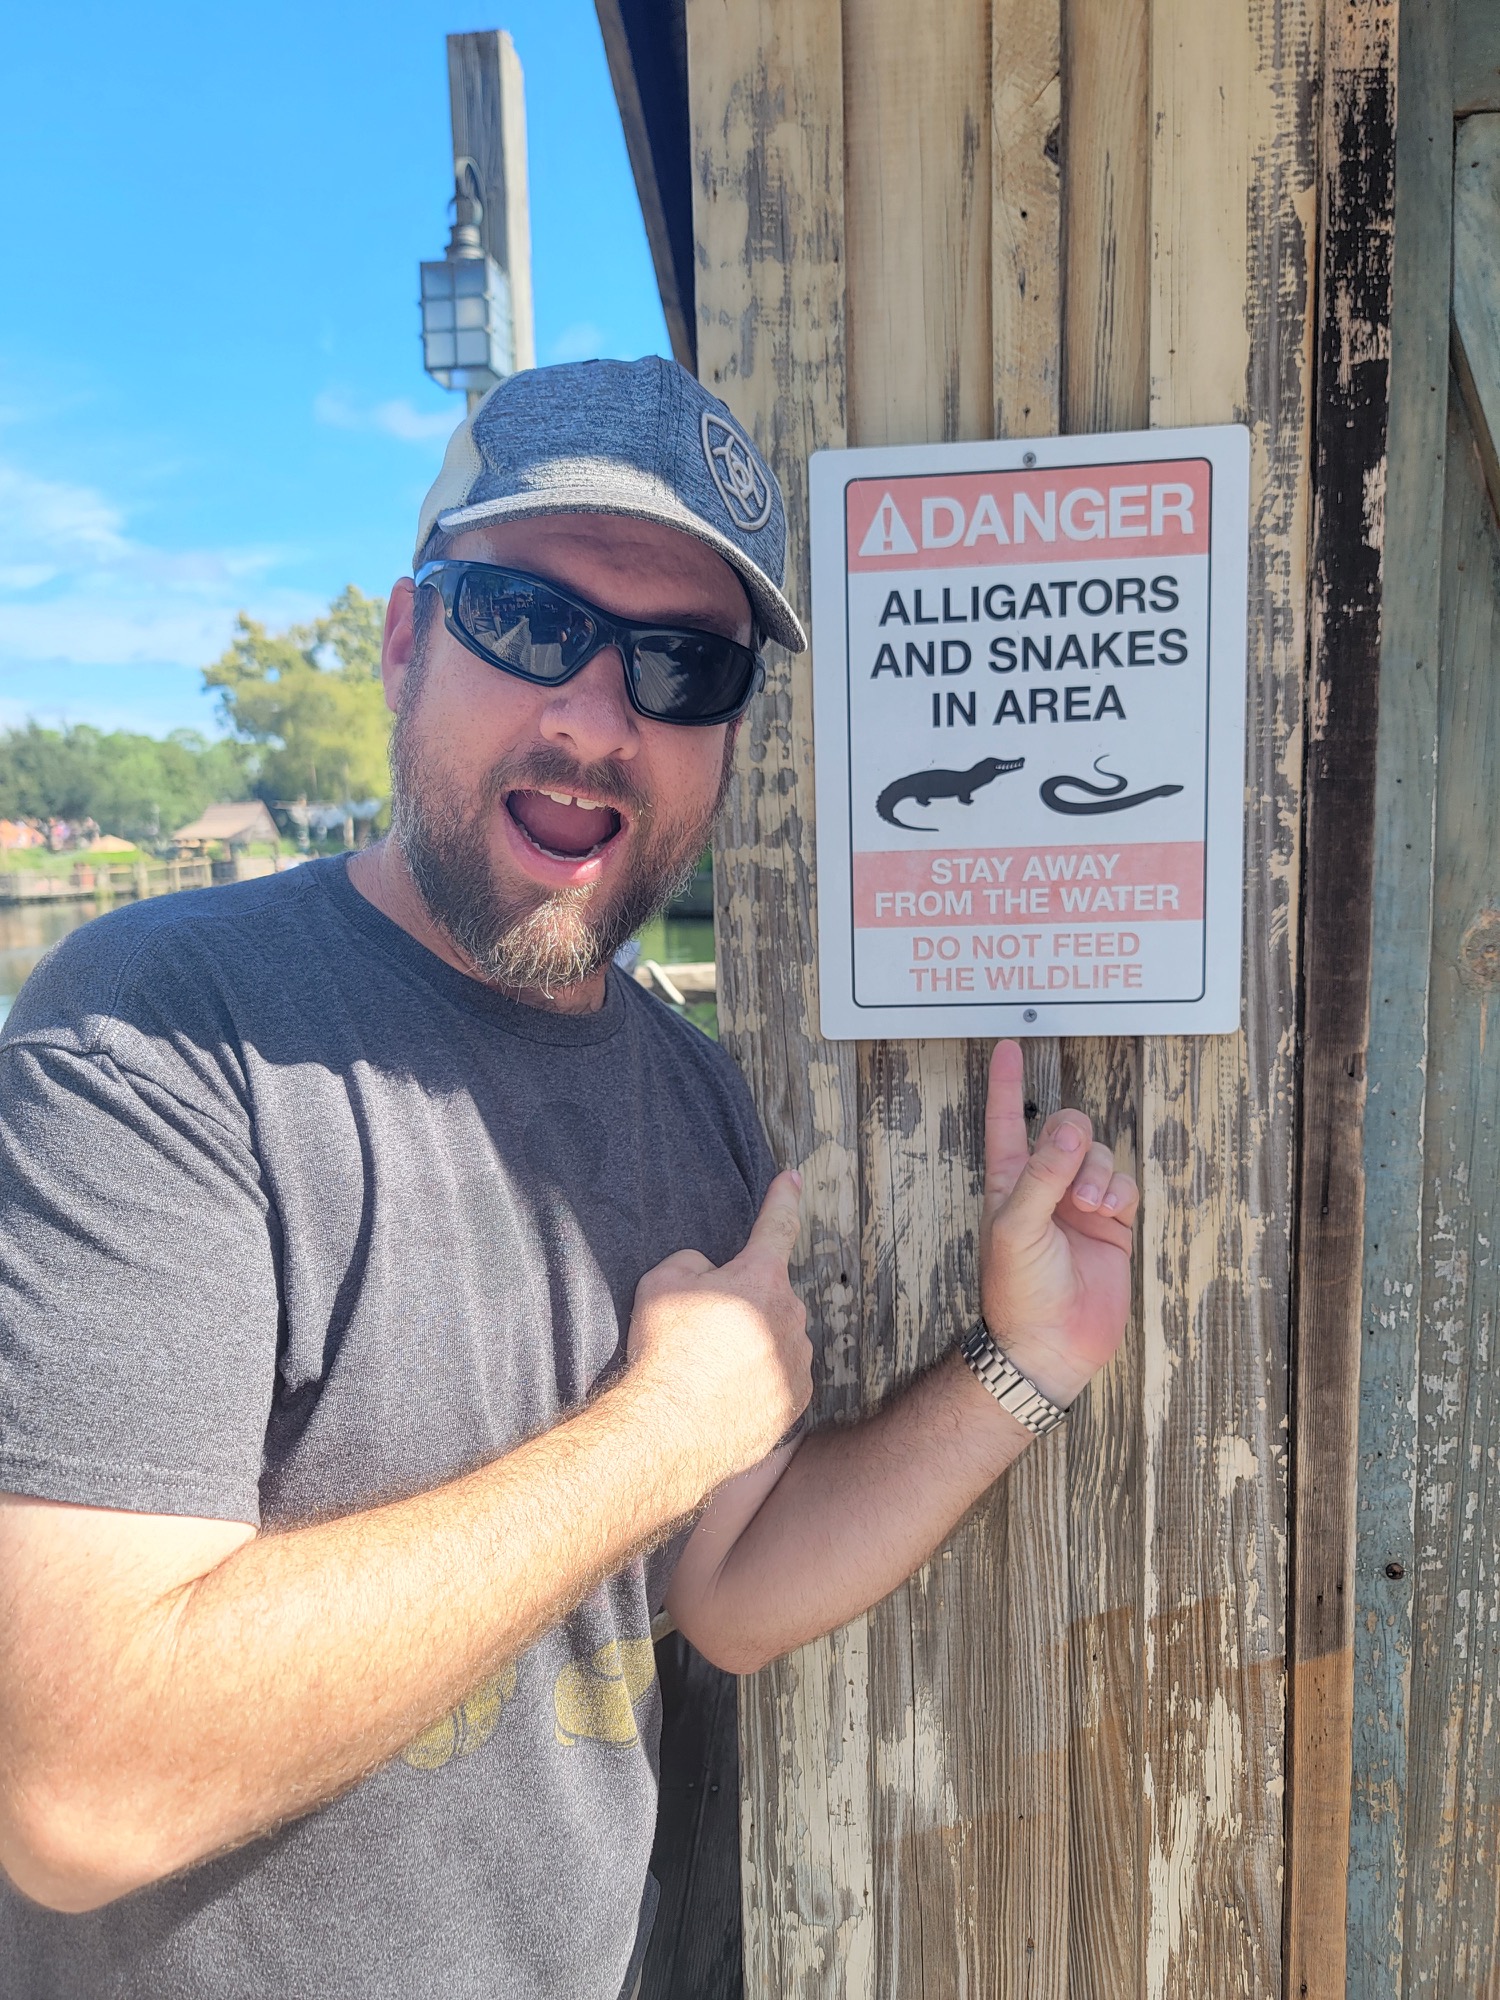 DANGER
ALLIGATORS
AND SNAKES
IN AREA
STAY AWAY
FROM THE WATER
DO NOT FEED
THE WILDLIFE